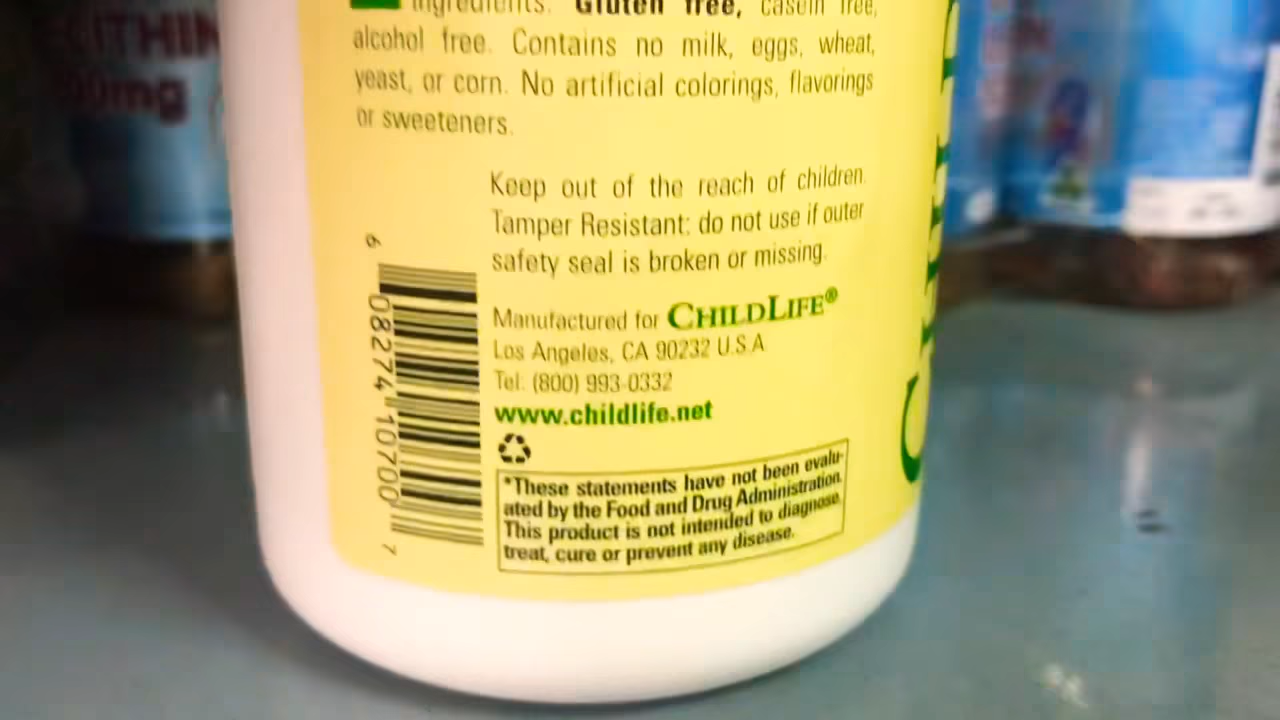 ingredients. Gluten free, casein free,
alcohol free. Contains no milk, eggs, wheat,
yeast, or corn. No artificial colorings, flavorings
or sweeteners.
Keep out of the reach of children.
Tamper Resistant: do not use if outer
safety seal is broken or missing.
Manufactured for CHILDLIFE®
Los Angeles, CA 90232 U.S.A
Tel: (800) 993-0332
www.childlife.net
*These statements have not been evalu-
ated by the Food and Drug Administration.
This product is not intended to diagnose,
treat, cure or prevent any disease.
6 08274 10700 7